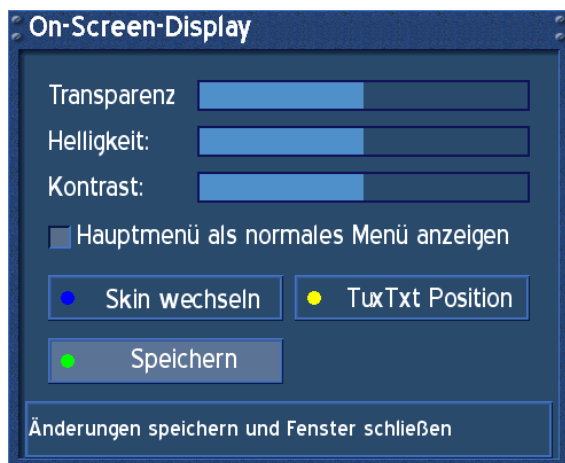 On-Screen-Display
Transparenz
Helligkeit:
Kontrast:
Hauptmenü als normales Menü anzeigen
Skin wechseln
TuxTxt Position
Speichern
Änderungen speichern und Fenster schließen